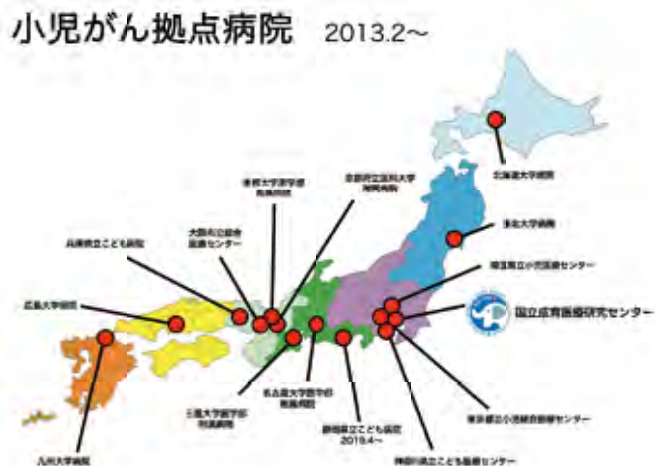 小児がん拠点病院 2013.2～
北海道大学病院
京都大学医学部
附属病院
京都府立医科大学
附属病院
東北大学病院
大阪市立総合
医療センター
兵庫県立こども病院
埼玉県立小児医療センター
広島大学病院
国立成育医療研究センター
名古屋大学医学部
附属病院
三重大学医学部
附属病院
東京都立小児総合医療センター
静岡県立こども病院
2019.4～
九州大学病院
神奈川県立こども医療センター